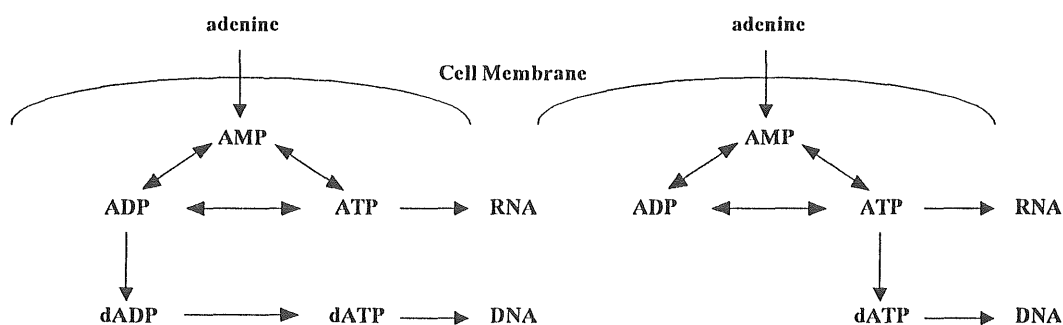 adenine adenine
Cell Membrane
AMP AMP
ADP ATP RNA ADP ATP RNA
dADP dATP DNA dATP DNA